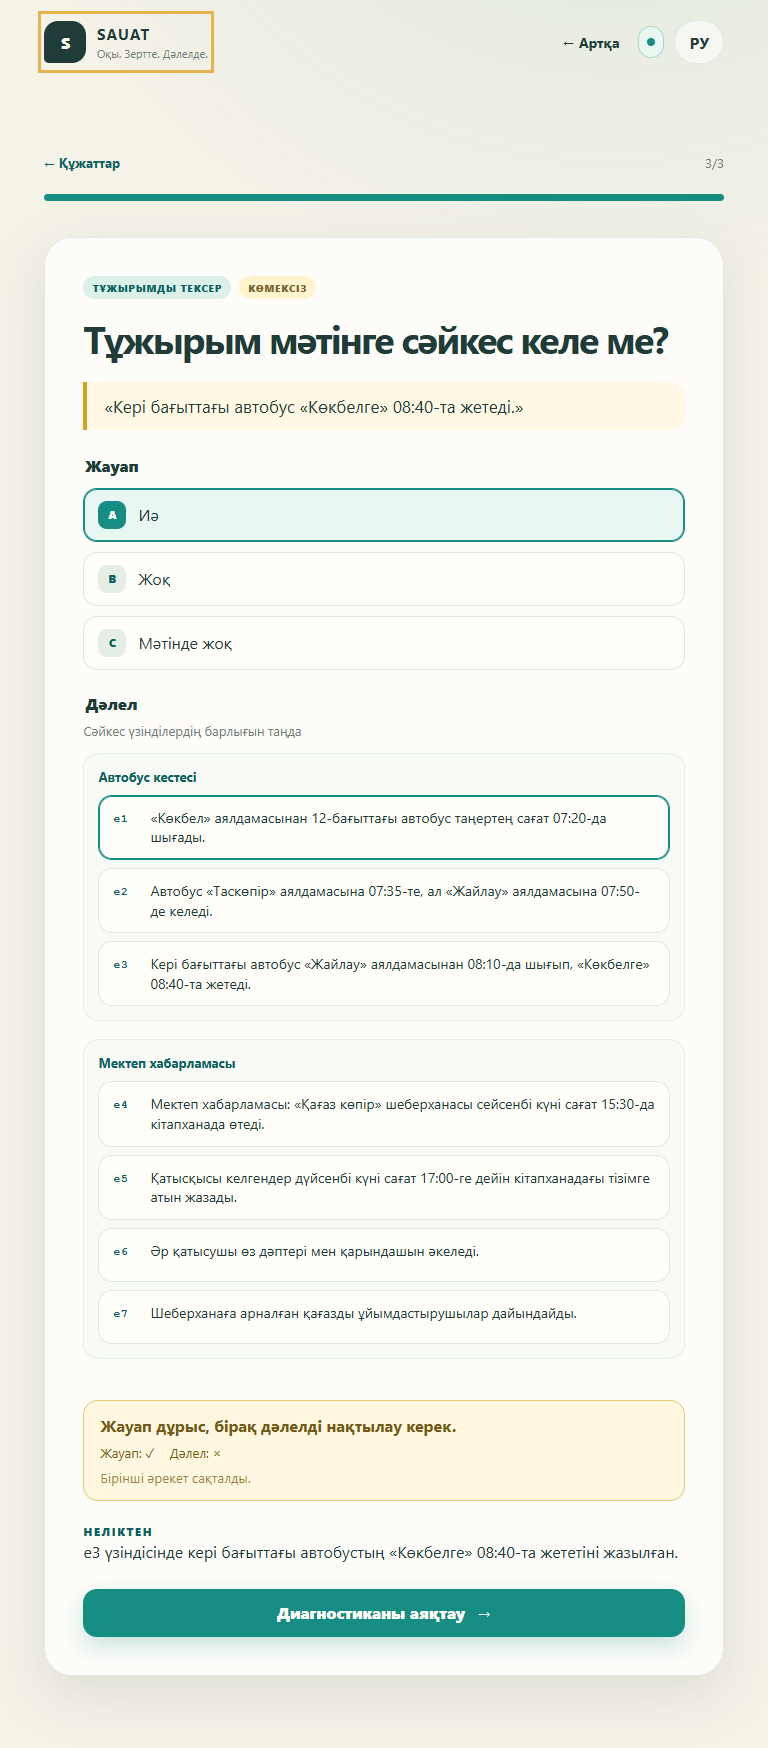 S
SAUAT
Оқы. Зертте. Дәлелде.
← Артқа
РУ
← Құжаттар
3/3
ТҰЖЫРЫМДЫ ТЕКСЕР
КӨМЕКСІЗ
Тұжырым мәтінге сәйкес келе ме?
«Кері бағыттағы автобус «Көкбелге» 08:40-та жетеді.»
Жауап
A Иә
B Жоқ
C Мәтінде жоқ
Дәлел
Сәйкес үзінділердің барлығын таңда
Автобус кестесі
e1 «Көкбел» аялдамасынан 12-бағыттағы автобус таңертең сағат 07:20-да
шығады.
e2 Автобус «Таскөпір» аялдамасына 07:35-те, ал «Жайлау» аялдамасына 07:50-
де келеді.
e3 Кері бағыттағы автобус «Жайлау» аялдамасынан 08:10-да шығып, «Көкбелге»
08:40-та жетеді.
Мектеп хабарламасы
e4 Мектеп хабарламасы: «Қағаз көпір» шеберханасы сейсенбі күні сағат 15:30-да
кітапханада өтеді.
e5 Қатысқысы келгендер дүйсенбі күні сағат 17:00-ге дейін кітапханадағы тізімге
атын жазады.
e6 Әр қатысушы өз дәптері мен қарындашын әкеледі.
e7 Шеберханаға арналған қағазды ұйымдастырушылар дайындайды.
Жауап дұрыс, бірақ дәлелді нақтылау керек.
Жауап: ✓ Дәлел: ×
Бірінші әрекет сақталды.
НЕЛІКТЕН
e3 үзіндісінде кері бағыттағы автобустың «Көкбелге» 08:40-та жететіні жазылған.
Диагностиканы аяқтау →